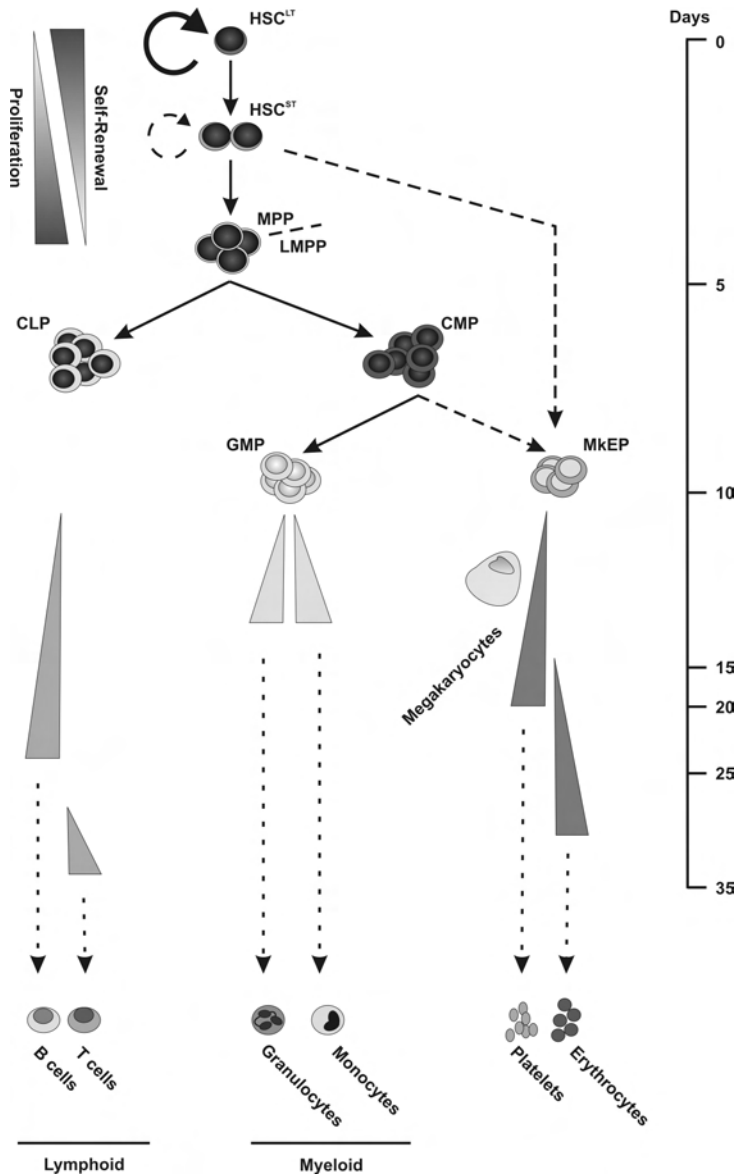 HSC^LT
Days
0
Proliferation
Self-Renewal
HSC^ST
MPP
LMPP
5
CLP
CMP
GMP
MkEP
10
Megakaryocytes
15
20
25
35
B cells
T cells
Granulocytes
Monocytes
Platelets
Erythrocytes
Lymphoid
Myeloid